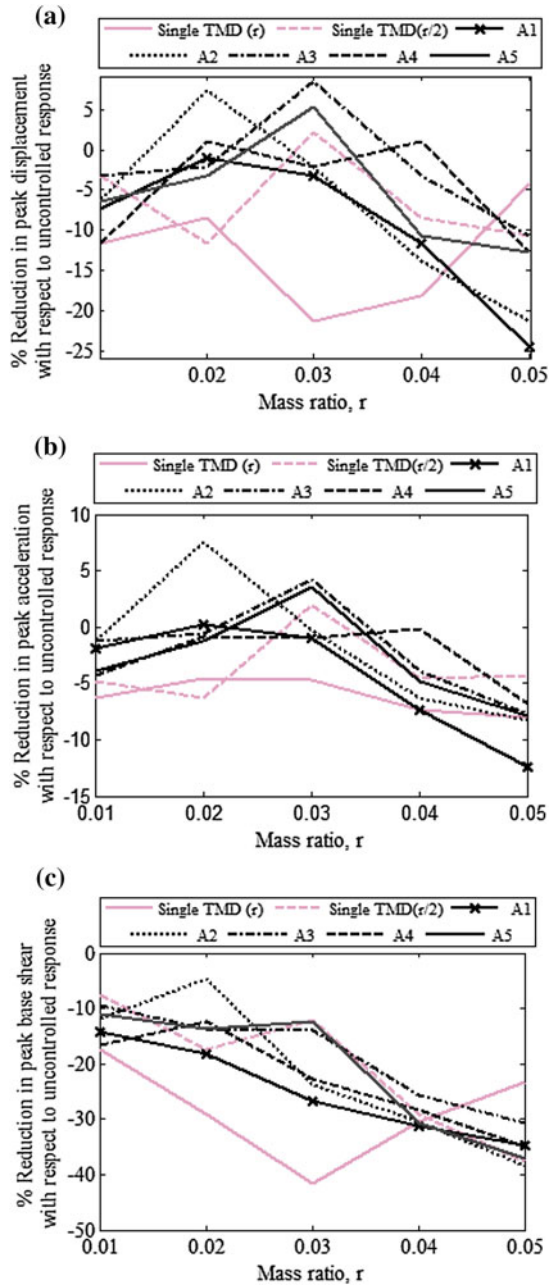 (a)
Single TMD (r) Single TMD(r/2) A1
A2 A3 A4 A5
% Reduction in peak displacement
with respect to uncontrolled response
5
0
-5
-10
-15
-20
-25
0.02 0.03 0.04 0.05
Mass ratio, r
(b)
Single TMD (r) Single TMD(r/2) A1
A2 A3 A4 A5
% Reduction in peak acceleration
with respect to uncontrolled response
10
5
0
-5
-10
-15
0.01 0.02 0.03 0.04 0.05
Mass ratio, r
(c)
Single TMD (r) Single TMD(r/2) A1
A2 A3 A4 A5
% Reduction in peak base shear
with respect to uncontrolled response
0
-10
-20
-30
-40
-50
0.01 0.02 0.03 0.04 0.05
Mass ratio, r